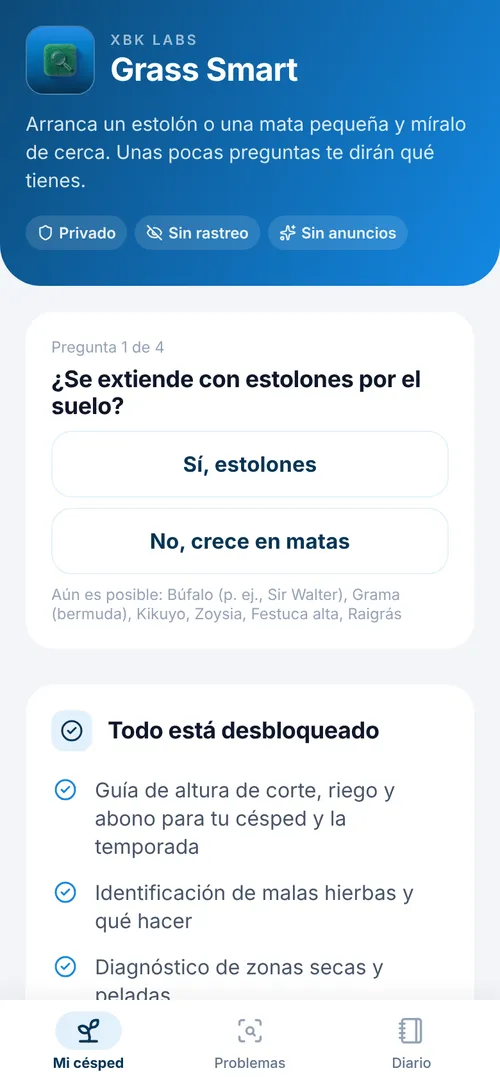 XBK LABS
Grass Smart
Arranca un estolón o una mata pequeña y míralo
de cerca. Unas pocas preguntas te dirán qué
tienes.
Privado
Sin rastreo
Sin anuncios
Pregunta 1 de 4
¿Se extiende con estolones por el
suelo?
Sí, estolones
No, crece en matas
Aún es posible: Búfalo (p. ej., Sir Walter), Grama
(bermuda), Kikuyo, Zoysia, Festuca alta, Raigrás
Todo está desbloqueado
Guía de altura de corte, riego y
abono para tu césped y la
temporada
Identificación de malas hierbas y
qué hacer
Diagnóstico de zonas secas y
peladas
Mi césped
Problemas
Diario